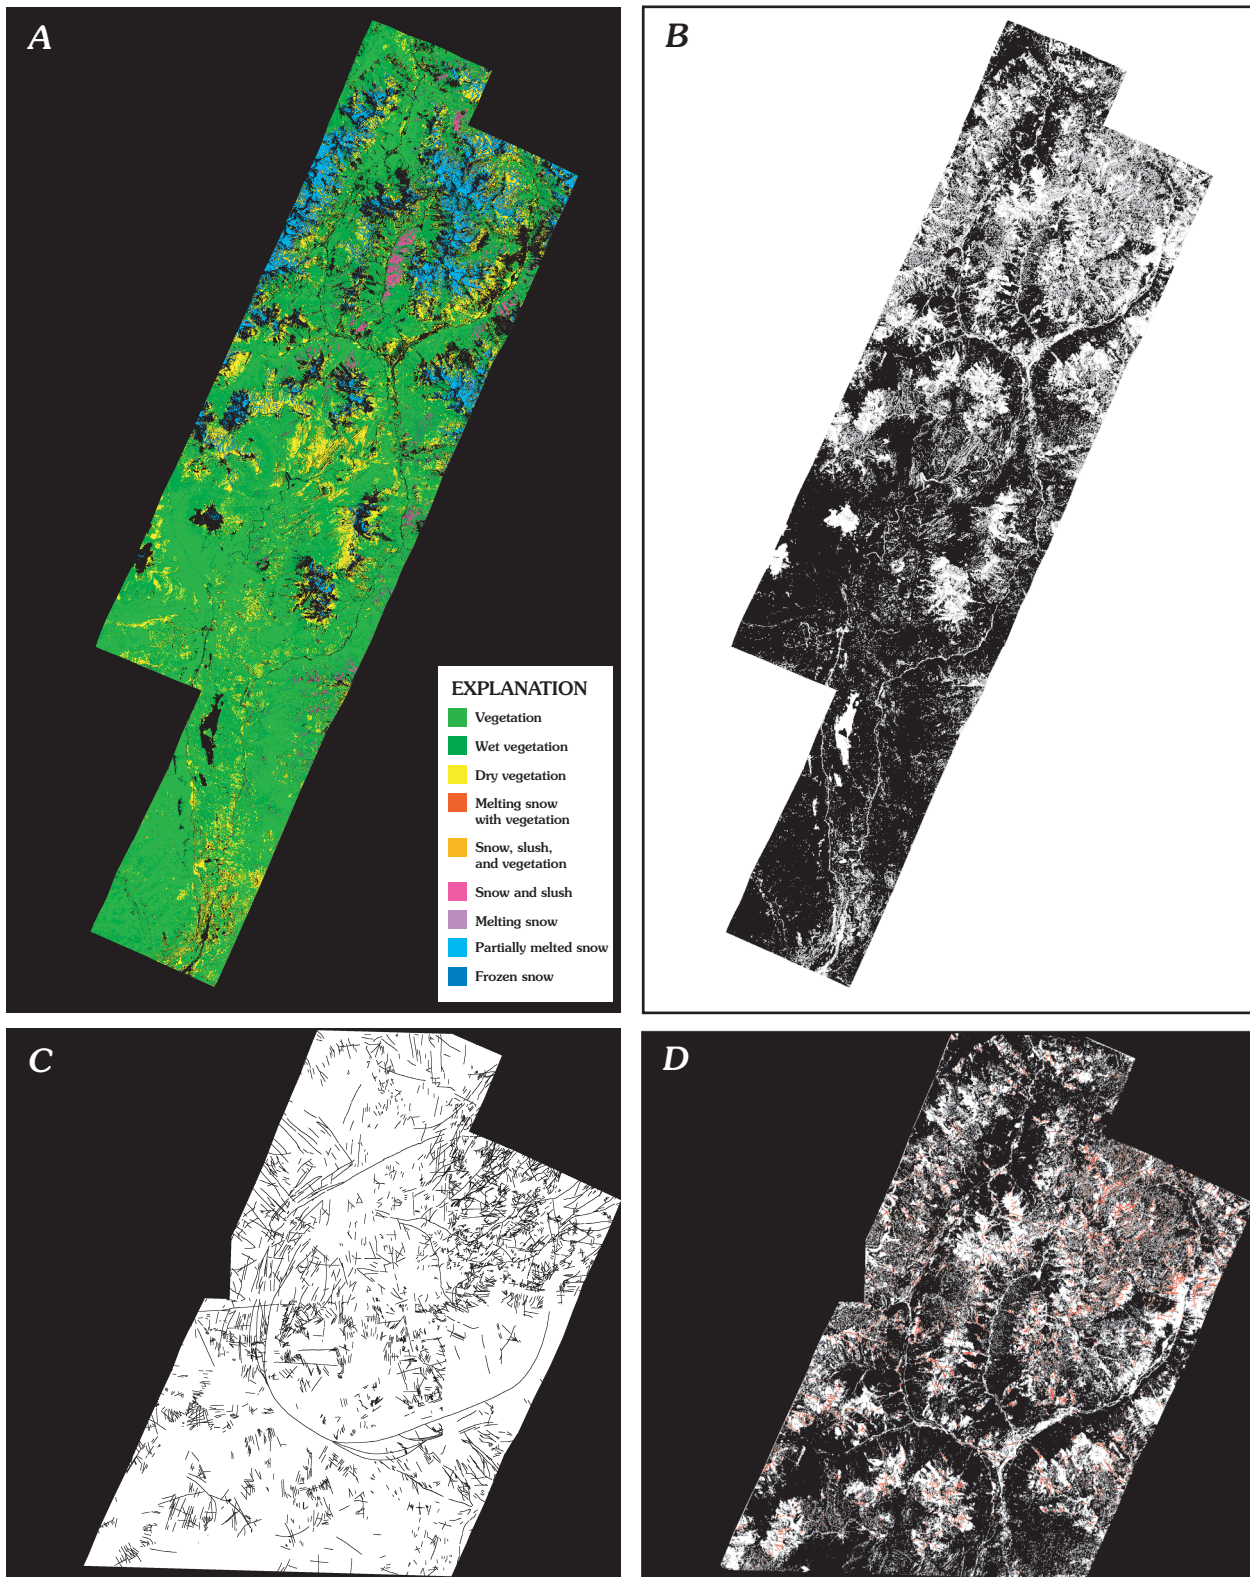 A
B
EXPLANATION
Vegetation
Wet vegetation
Dry vegetation
Melting snow
with vegetation
Snow, slush,
and vegetation
Snow and slush
Melting snow
Partially melted snow
Frozen snow
C
D